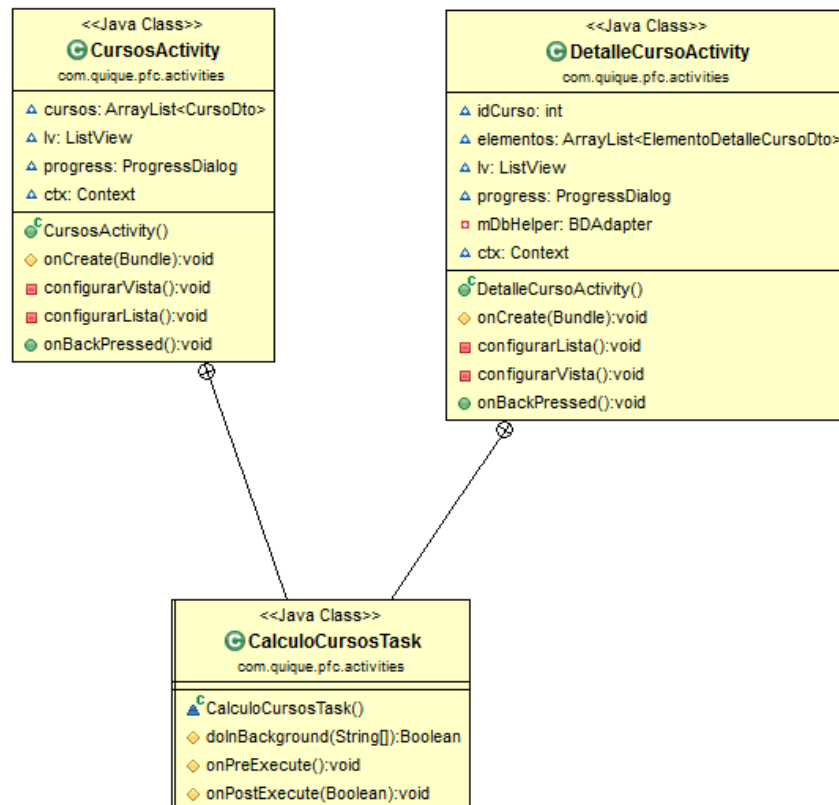 <<Java Class>>
CursosActivity
com.quique.pfc.activities
cursos: ArrayList<CursoDto>
lv: ListView
progress: ProgressDialog
ctx: Context
CursosActivity()
onCreate(Bundle):void
configurarVista():void
configurarLista():void
onBackPressed():void
<<Java Class>>
DetalleCursoActivity
com.quique.pfc.activities
idCurso: int
elementos: ArrayList<ElementoDetalleCursoDto>
lv: ListView
progress: ProgressDialog
mDbHelper: BDAdapter
ctx: Context
DetalleCursoActivity()
onCreate(Bundle):void
configurarLista():void
configurarVista():void
onBackPressed():void
<<Java Class>>
CalculoCursosTask
com.quique.pfc.activities
CalculoCursosTask()
doInBackground(String[]):Boolean
onPreExecute():void
onPostExecute(Boolean):void